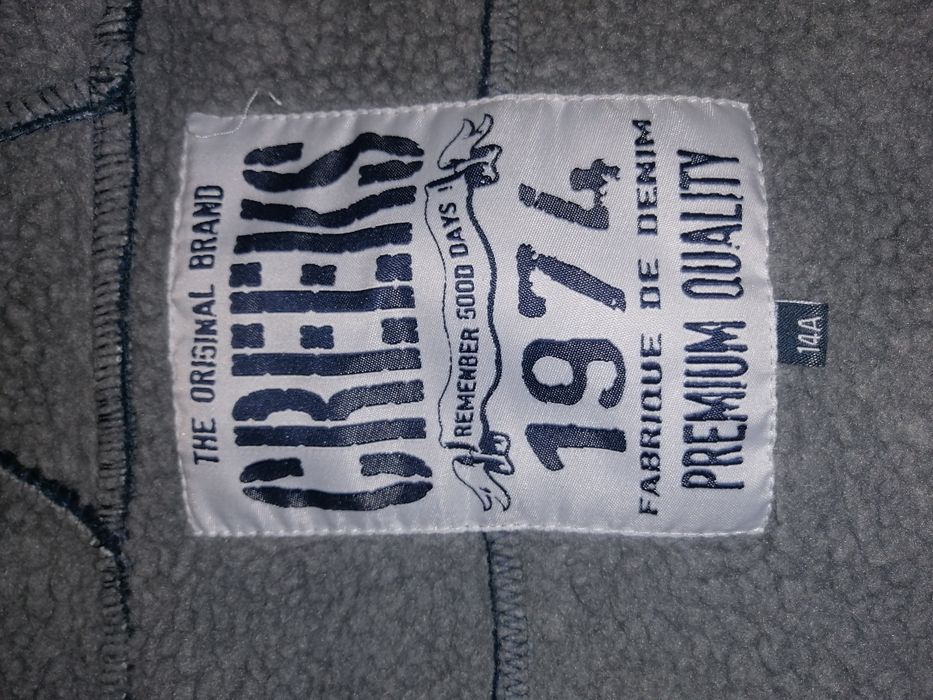 THE ORIGINAL BRAND
CREEKS
REMEMBER GOOD DAYS !
1974
FABRIQUE DE DENIM
PREMIUM QUALITY
14A